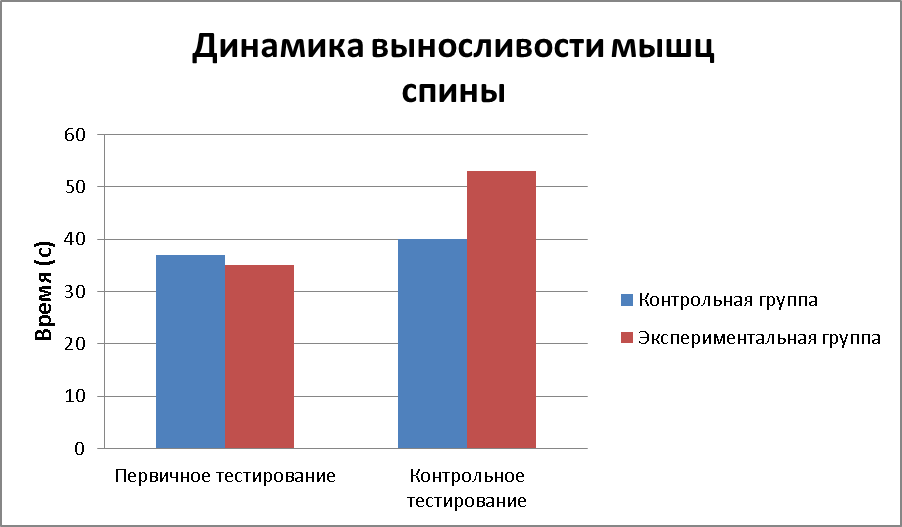 Динамика выносливости мышц
спины
60
50
40
30
20
10
0
Время (с)
Первичное тестирование
Контрольное
тестирование
Контрольная группа
Экспериментальная группа